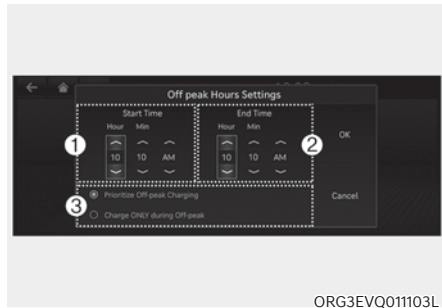 Off peak Hours Settings
Start Time
End Time
Hour Min
Hour Min
OK
1
2
10 10 AM
10 10 AM
3
Prioritize Off-peak Charging
Cancel
Charge ONLY during Off-peak
ORG3EVQ011103L